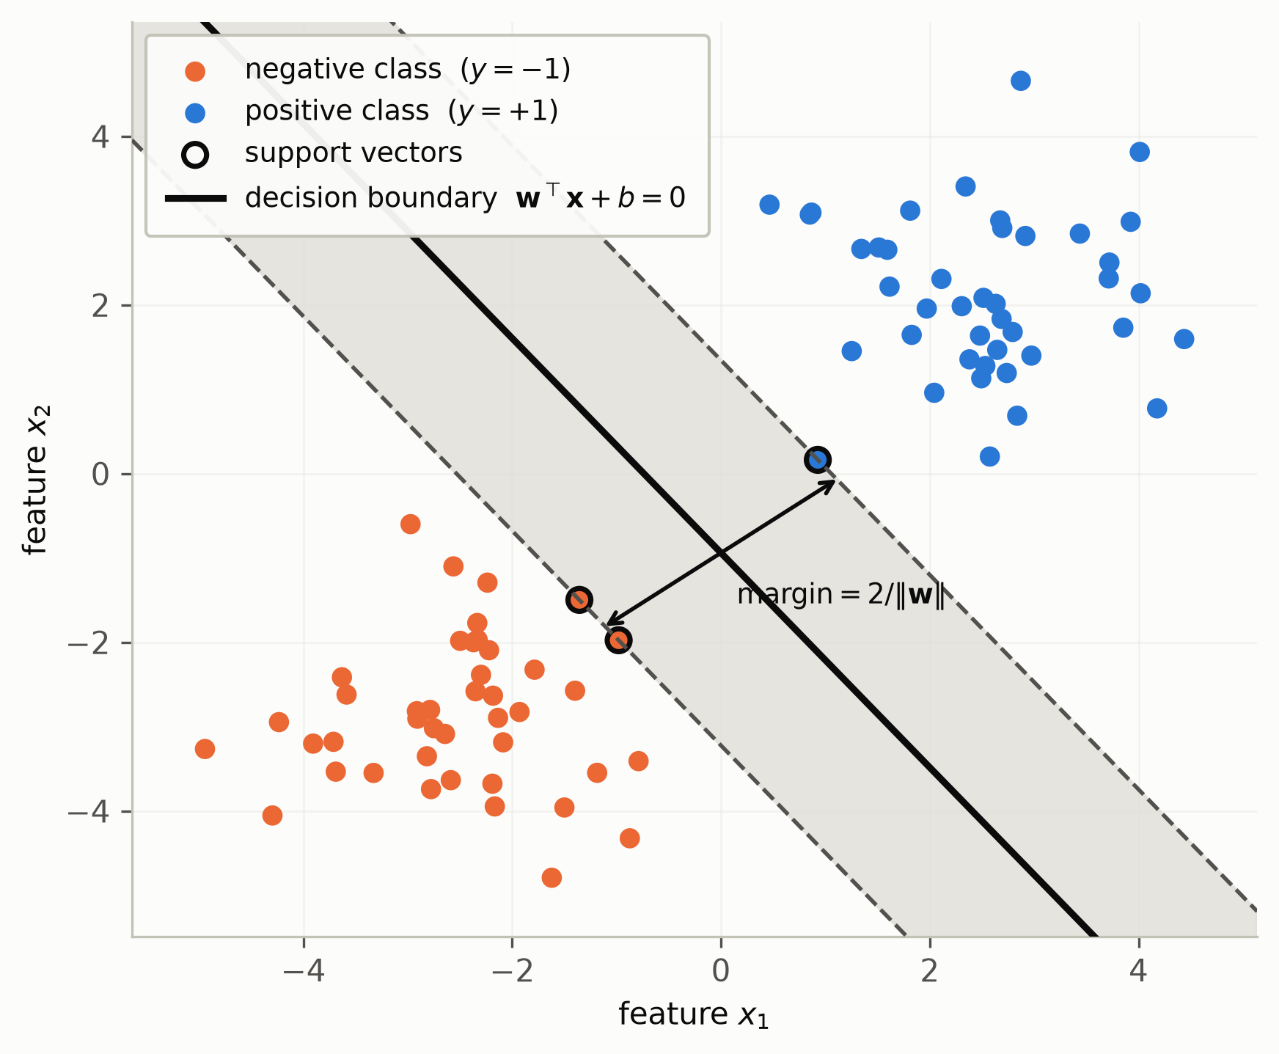 negative class (y = −1)
positive class (y = +1)
support vectors
decision boundary w⊤x + b = 0
4
2
0
−2
−4
feature x₂
margin = 2/‖w‖
−4
−2
0
2
4
feature x₁